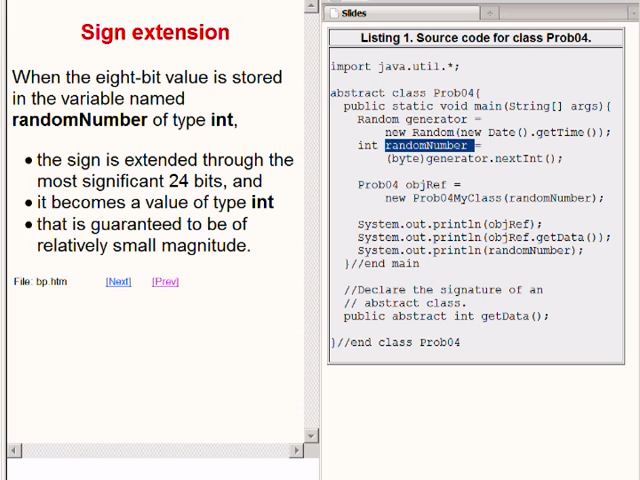 Sign extension
When the eight-bit value is stored
in the variable named
randomNumber of type int,
• the sign is extended through the
most significant 24 bits, and
• it becomes a value of type int
• that is guaranteed to be of
relatively small magnitude.
File: bp.htm [Next] [Prev]
Slides
Listing 1. Source code for class Prob04.
import java.util.*;
abstract class Prob04{
public static void main(String[] args){
Random generator =
new Random(new Date().getTime());
int randomNumber =
(byte)generator.nextInt();
Prob04 objRef =
new Prob04MyClass(randomNumber);
System.out.println(objRef);
System.out.println(objRef.getData());
System.out.println(randomNumber);
}//end main
//Declare the signature of an
// abstract class.
public abstract int getData();
}//end class Prob04